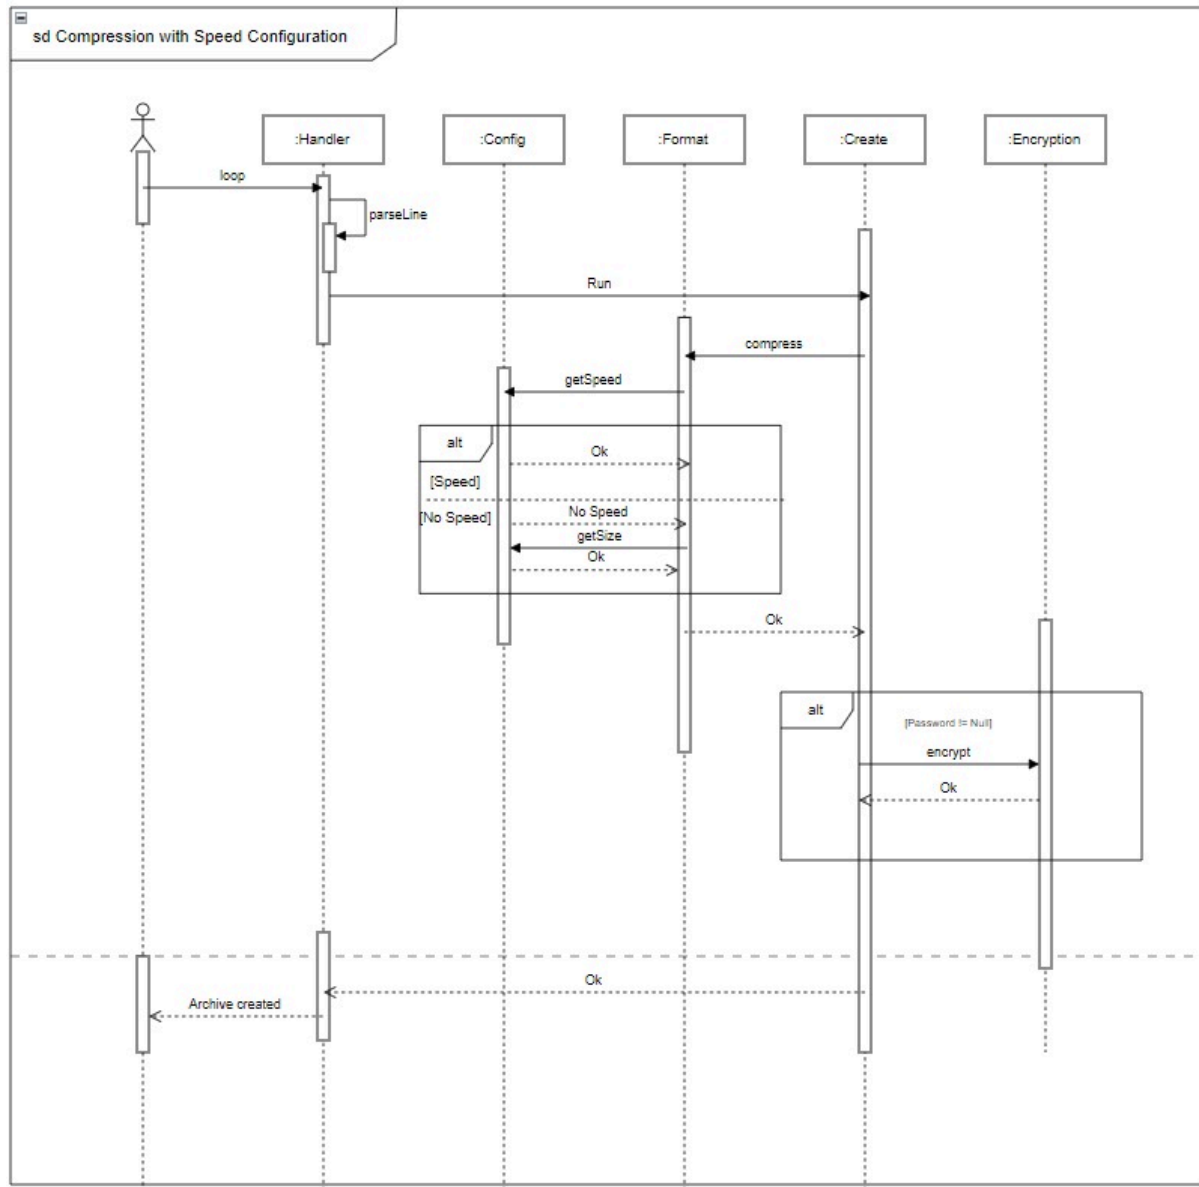 sd Compression with Speed Configuration
:Handler
:Config
:Format
:Create
:Encryption
loop
parseLine
Run
compress
getSpeed
alt
Ok
[Speed]
[No Speed]
No Speed
getSize
Ok
Ok
alt
[Password != Null]
encrypt
Ok
Ok
Archive created